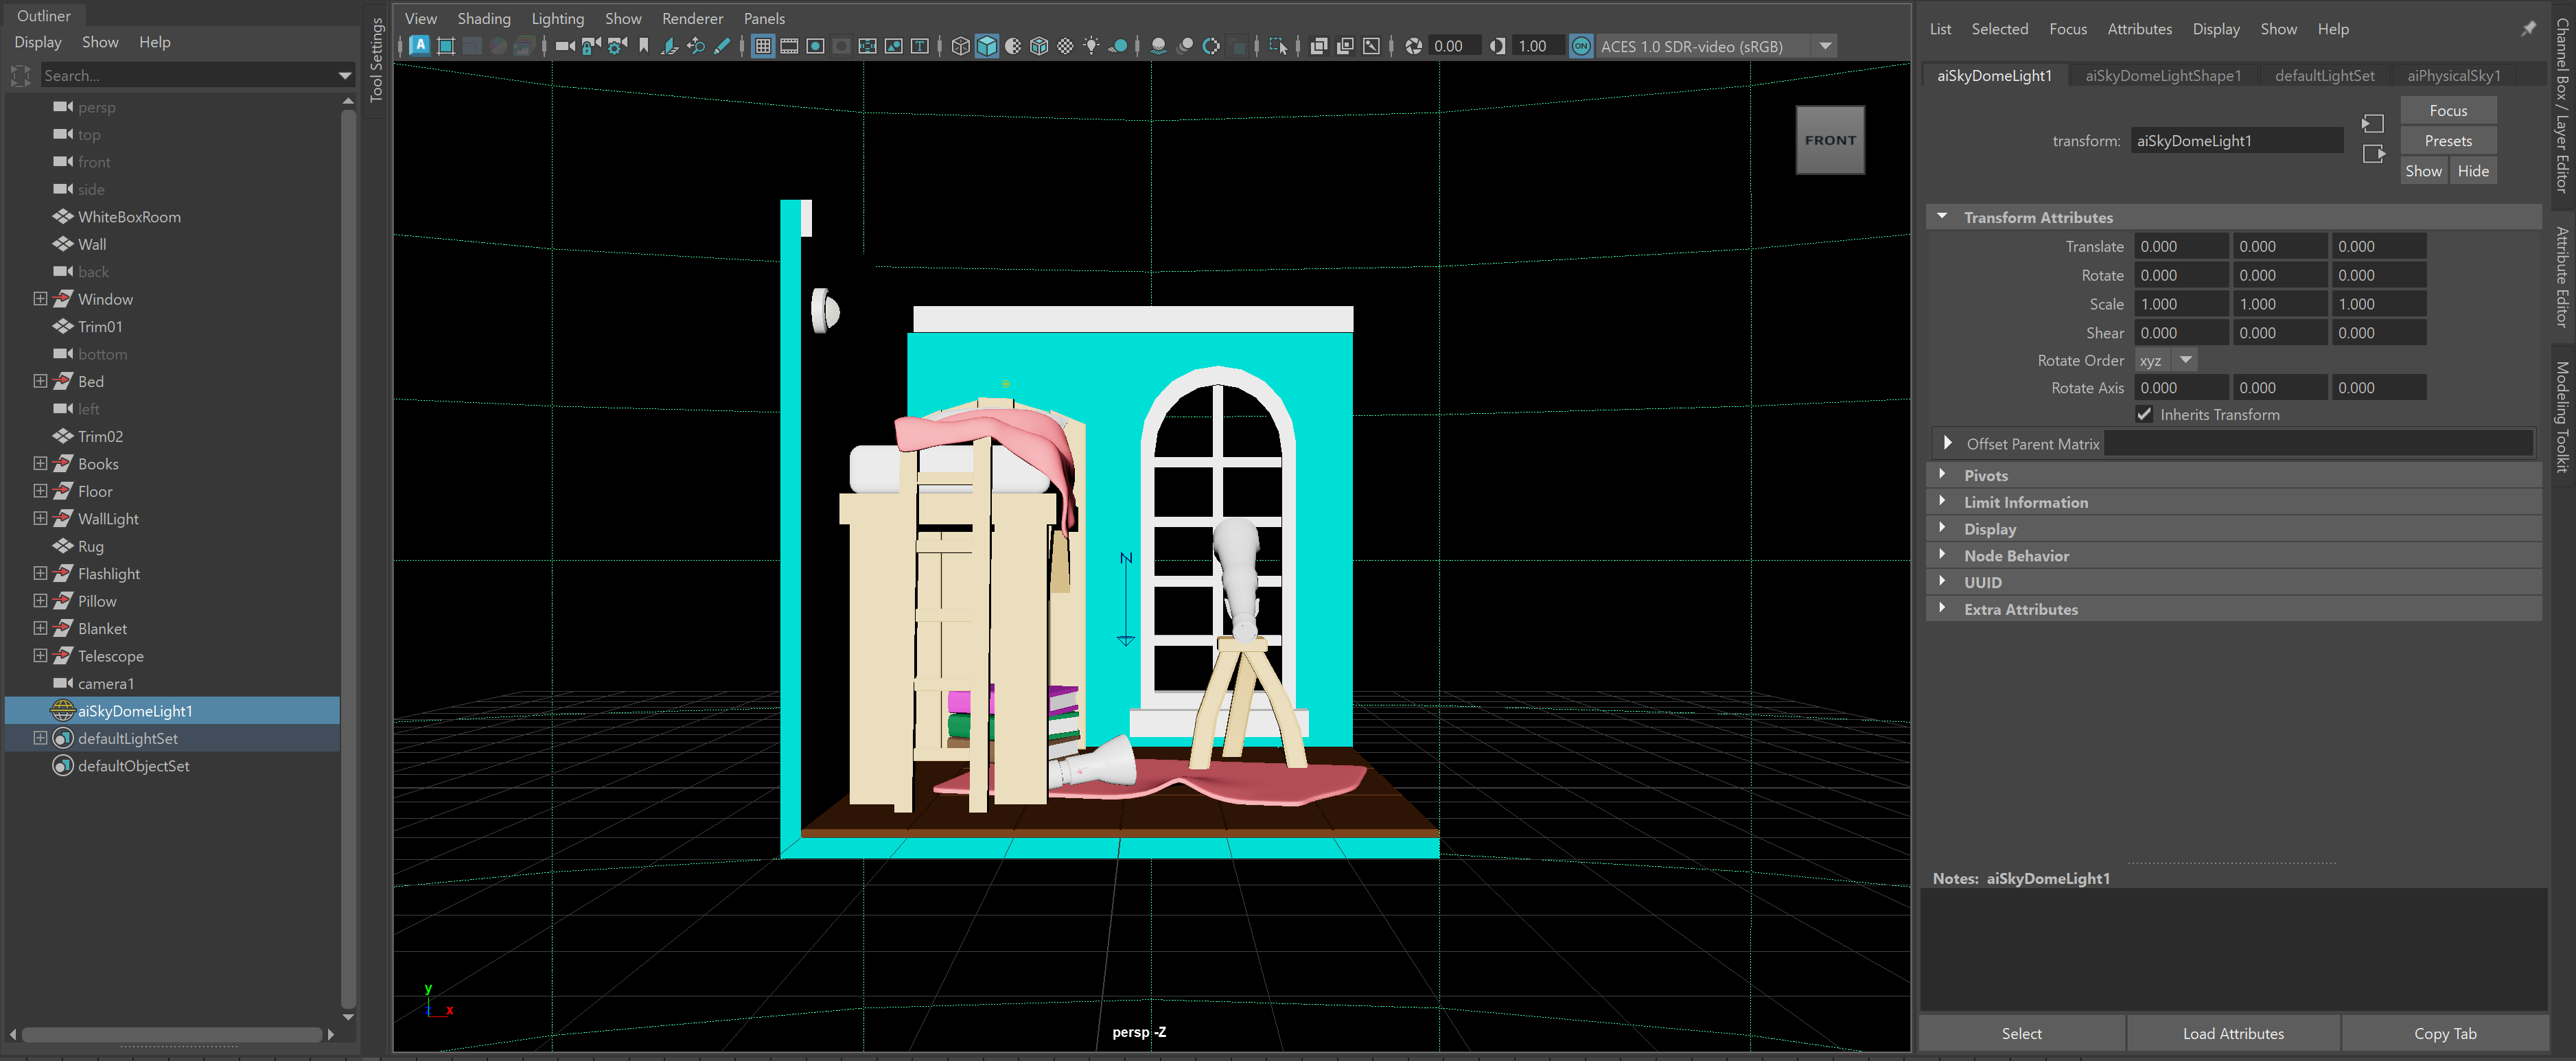 Outliner
Display Show Help
Search...
persp
top
front
side
WhiteBoxRoom
Wall
back
Window
Trim01
bottom
Bed
left
Trim02
Books
Floor
WallLight
Rug
Flashlight
Pillow
Blanket
Telescope
camera1
aiSkyDomeLight1
defaultLightSet
defaultObjectSet
Tool Settings
View Shading Lighting Show Renderer Panels
A T 0.00 1.00 ON ACES 1.0 SDR-video (sRGB)
FRONT
N
y
x
persp -Z
List Selected Focus Attributes Display Show Help
aiSkyDomeLight1 aiSkyDomeLightShape1 defaultLightSet aiPhysicalSky1
transform: aiSkyDomeLight1
Focus
Presets
Show Hide
Transform Attributes
Translate 0.000 0.000 0.000
Rotate 0.000 0.000 0.000
Scale 1.000 1.000 1.000
Shear 0.000 0.000 0.000
Rotate Order xyz
Rotate Axis 0.000 0.000 0.000
Inherits Transform
Offset Parent Matrix
Pivots
Limit Information
Display
Node Behavior
UUID
Extra Attributes
Notes: aiSkyDomeLight1
Select Load Attributes Copy Tab
Channel Box / Layer Editor
Attribute Editor
Modeling Toolkit